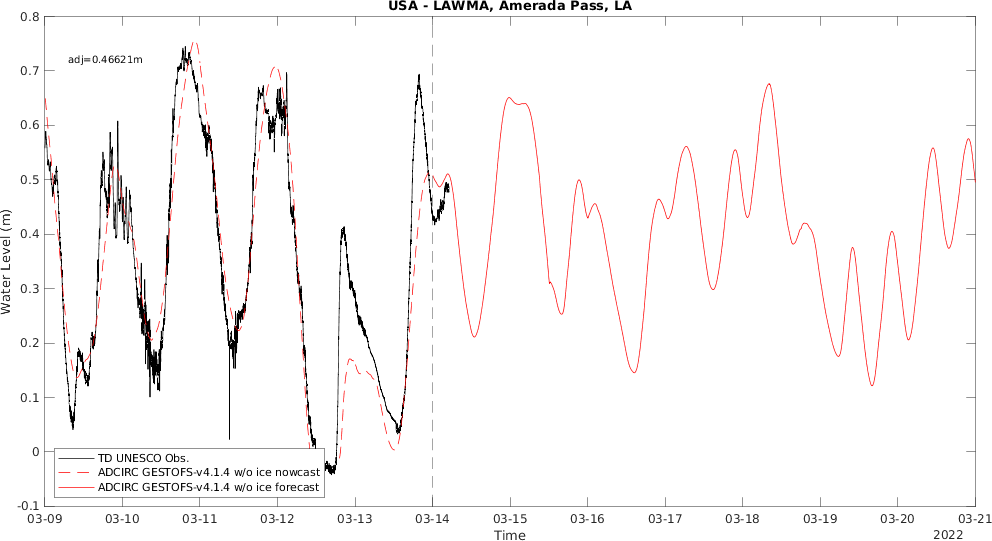 USA - LAWMA, Amerada Pass, LA
adj=0.46621m
0.8
0.7
0.6
0.5
0.4
0.3
0.2
0.1
0
-0.1
Water Level (m)
TD UNESCO Obs.
ADCIRC GESTOFS-v4.1.4 w/o ice nowcast
ADCIRC GESTOFS-v4.1.4 w/o ice forecast
03-09 03-10 03-11 03-12 03-13 03-14 03-15 03-16 03-17 03-18 03-19 03-20 03-21
Time
2022